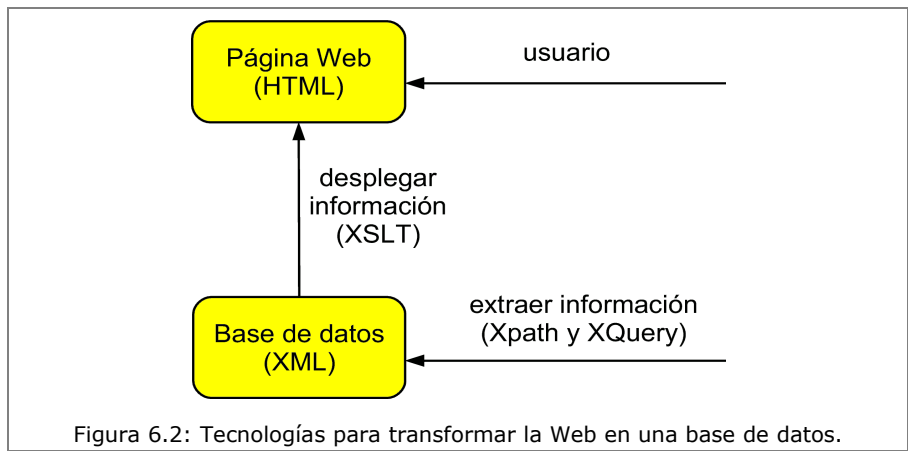 Página Web
(HTML)
usuario
desplegar
información
(XSLT)
Base de datos
(XML)
extraer información
(Xpath y XQuery)
Figura 6.2: Tecnologías para transformar la Web en una base de datos.